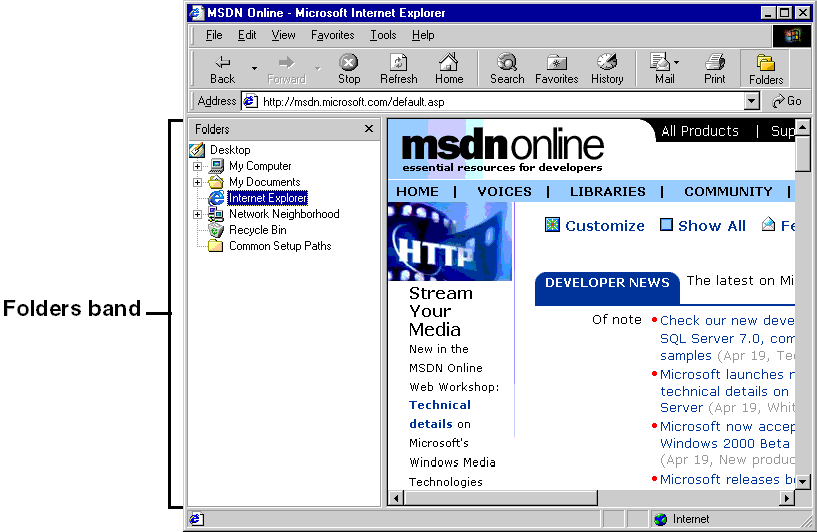 MSDN Online - Microsoft Internet Explorer
File Edit View Favorites Tools Help
Back Forward Stop Refresh Home Search Favorites History Mail Print Folders
Address http://msdn.microsoft.com/default.asp Go
Folders
Desktop
My Computer
My Documents
Internet Explorer
Network Neighborhood
Recycle Bin
Common Setup Paths
Folders band
All Products | Sup
msdnonline
essential resources for developers
HOME | VOICES | LIBRARIES | COMMUNITY |
HTTP
Customize Show All Fe
Stream
Your
Media
New in the
MSDN Online
Web Workshop:
Technical
details on
Microsoft's
Windows Media
Technologies
DEVELOPER NEWS The latest on Mi
Of note Check our new deve
SQL Server 7.0, com
samples (Apr 19, Te
Microsoft launches n
technical details on
Server (Apr 19, Whit
Microsoft now accep
Windows 2000 Beta
(Apr 19, New produc
Microsoft releases b
Internet